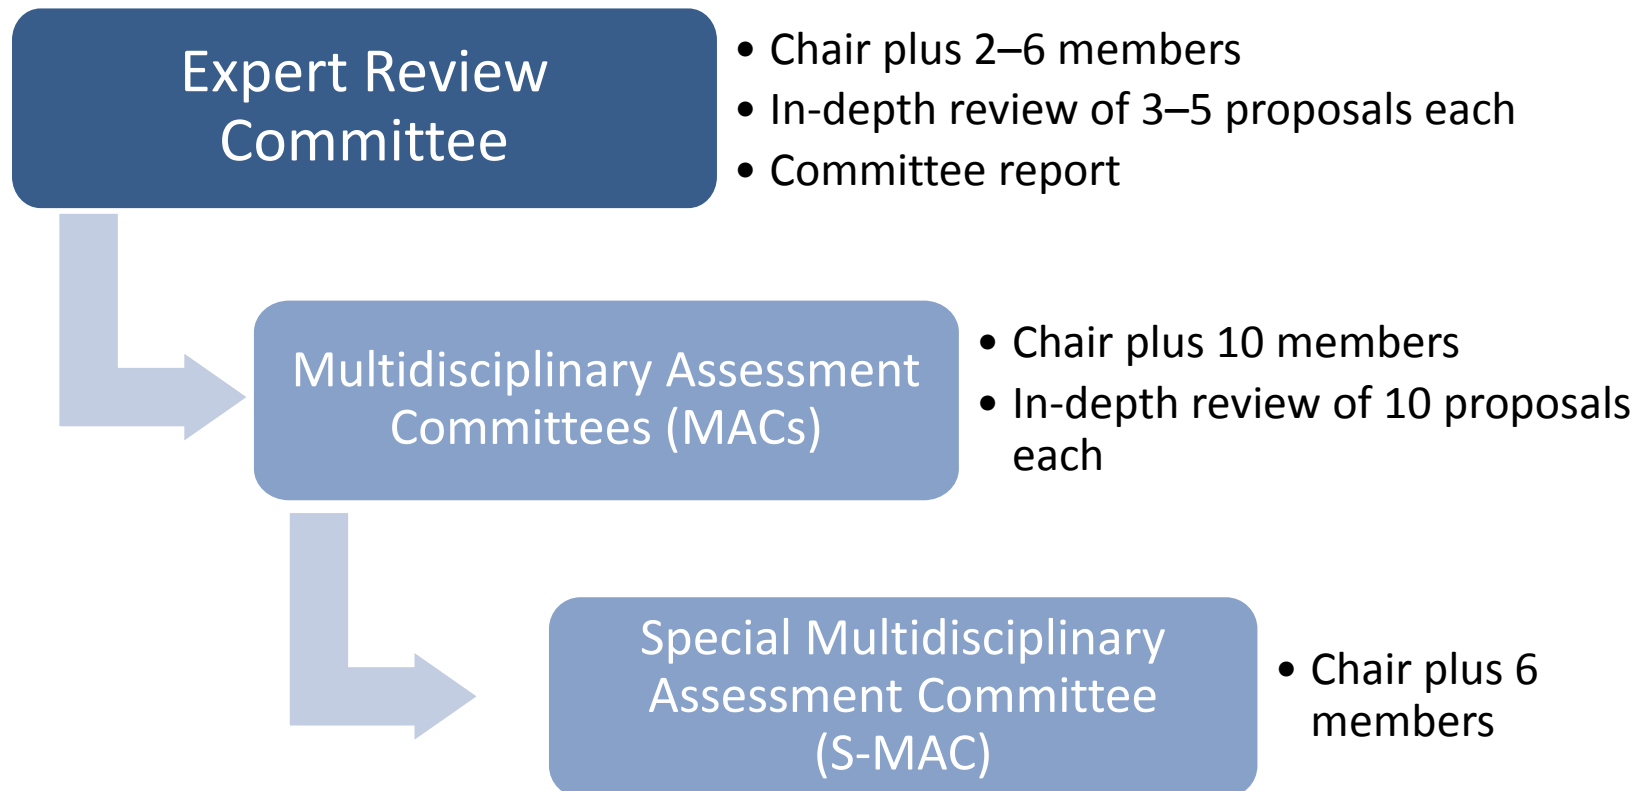 Expert Review
Committee
• Chair plus 2–6 members
• In-depth review of 3–5 proposals each
• Committee report
Multidisciplinary Assessment
Committees (MACs)
• Chair plus 10 members
• In-depth review of 10 proposals
each
Special Multidisciplinary
Assessment Committee
(S-MAC)
• Chair plus 6
members